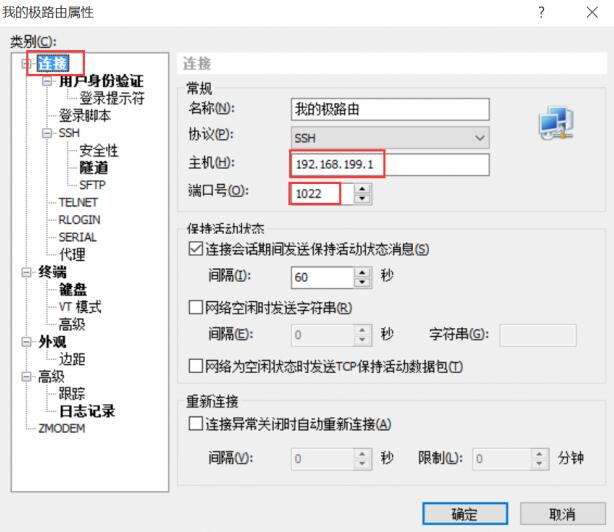 我的极路由属性
类别(C):
连接
用户身份验证
登录提示符
登录脚本
SSH
安全性
隧道
SFTP
TELNET
RLOGIN
SERIAL
代理
终端
键盘
VT 模式
高级
外观
边距
高级
跟踪
日志记录
ZMODEM
连接
常规
名称(N): 我的极路由
协议(P): SSH
主机(H): 192.168.199.1
端口号(O): 1022
保持活动状态
连接会话期间发送保持活动状态消息(S)
间隔(I): 60 秒
网络空闲时发送字符串(R)
间隔(E): 0 秒 字符串(G):
网络为空闲状态时发送TCP保持活动数据包(T)
重新连接
连接异常关闭时自动重新连接(A)
间隔(V): 0 秒 限制(L): 0 分钟
确定 取消